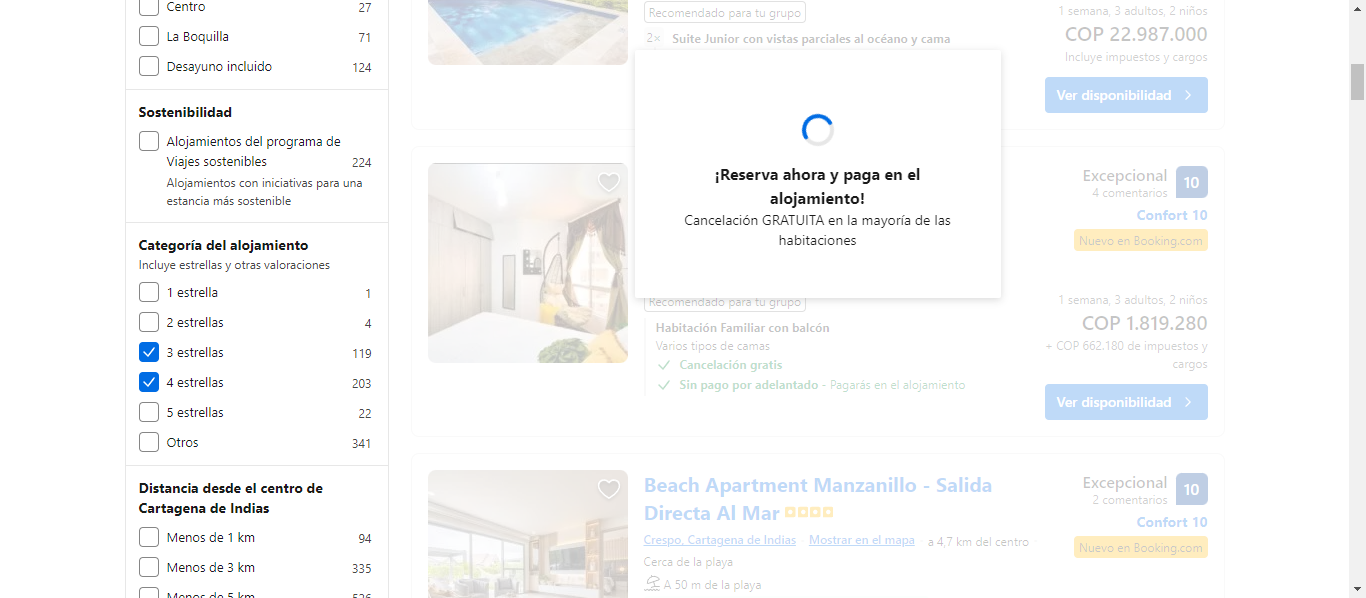 Centro 27
La Boquilla 71
Desayuno incluido 124
Sostenibilidad
Alojamientos del programa de
Viajes sostenibles 224
Alojamientos con iniciativas para una
estancia más sostenible
Categoría del alojamiento
Incluye estrellas y otras valoraciones
1 estrella 1
2 estrellas 4
3 estrellas 119
4 estrellas 203
5 estrellas 22
Otros 341
Distancia desde el centro de
Cartagena de Indias
Menos de 1 km 94
Menos de 3 km 335
Menos de 5 km 526
Recomendado para tu grupo
2× Suite Junior con vistas parciales al océano y cama
1 semana, 3 adultos, 2 niños
COP 22.987.000
Incluye impuestos y cargos
Ver disponibilidad
¡Reserva ahora y paga en el
alojamiento!
Cancelación GRATUITA en la mayoría de las
habitaciones
Excepcional 10
4 comentarios
Confort 10
Nuevo en Booking.com
Recomendado para tu grupo
Habitación Familiar con balcón
Varios tipos de camas
Cancelación gratis
Sin pago por adelantado - Pagarás en el alojamiento
1 semana, 3 adultos, 2 niños
COP 1.819.280
+ COP 662.180 de impuestos y
cargos
Ver disponibilidad
Beach Apartment Manzanillo - Salida
Directa Al Mar
Crespo, Cartagena de Indias Mostrar en el mapa a 4,7 km del centro
Cerca de la playa
A 50 m de la playa
Excepcional 10
2 comentarios
Confort 10
Nuevo en Booking.com